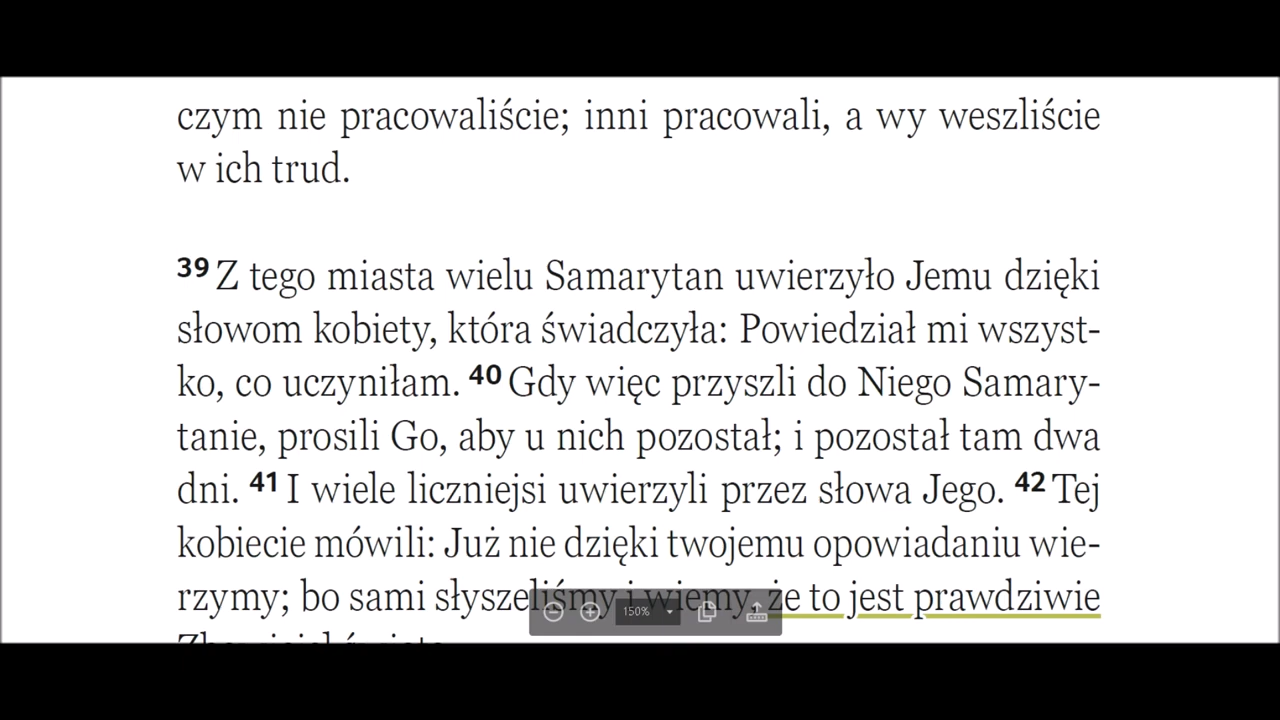 czym nie pracowaliście; inni pracowali, a wy weszliście
w ich trud.
39 Z tego miasta wielu Samarytan uwierzyło Jemu dzięki
słowom kobiety, która świadczyła: Powiedział mi wszyst-
ko, co uczyniłam. 40 Gdy więc przyszli do Niego Samary-
tanie, prosili Go, aby u nich pozostał; i pozostał tam dwa
dni. 41 I wiele liczniejsi uwierzyli przez słowa Jego. 42 Tej
kobiecie mówili: Już nie dzięki twojemu opowiadaniu wie-
rzymy; bo sami słyszeliśmy i wiemy, że to jest prawdziwie
150%